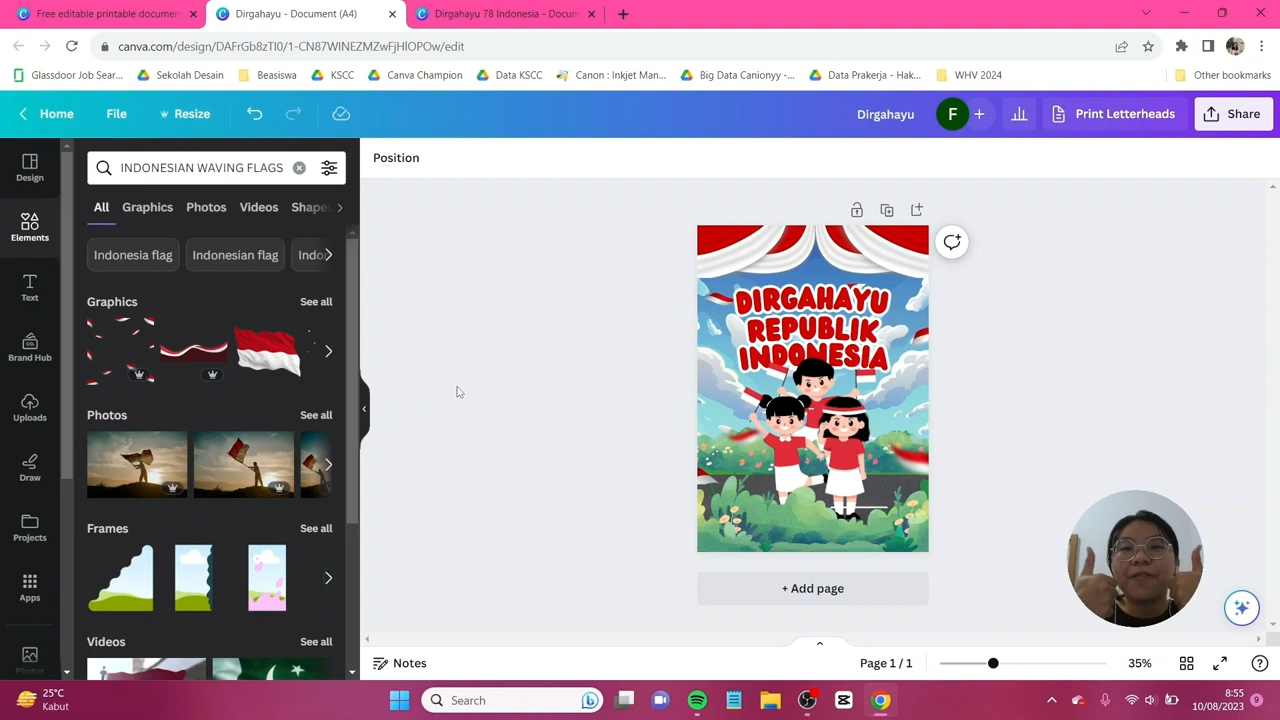 Free editable printable documen
Dirgahayu - Document (A4)
Dirgahayu 78 Indonesia - Docum
canva.com/design/DAFrGb8zTI0/1-CN87WINEZMZwFjHlOPOw/edit
Glassdoor Job Sear...
Sekolah Desain
Beasiswa
KSCC
Canva Champion
Data KSCC
Canon : Inkjet Man...
Big Data Canionyy -...
Data Prakerja - Hak...
WHV 2024
Other bookmarks
Home
File
Resize
Dirgahayu
F
Print Letterheads
Share
Design
Elements
Text
Brand Hub
Uploads
Draw
Projects
Apps
Photos
INDONESIAN WAVING FLAGS
All
Graphics
Photos
Videos
Shape
Indonesia flag
Indonesian flag
Indo
Graphics
See all
Photos
See all
Frames
See all
Videos
See all
Position
DIRGAHAYU
REPUBLIK
INDONESIA
+ Add page
Notes
Page 1 / 1
35%
25°C
Kabut
Search
8:55
10/08/2023
9